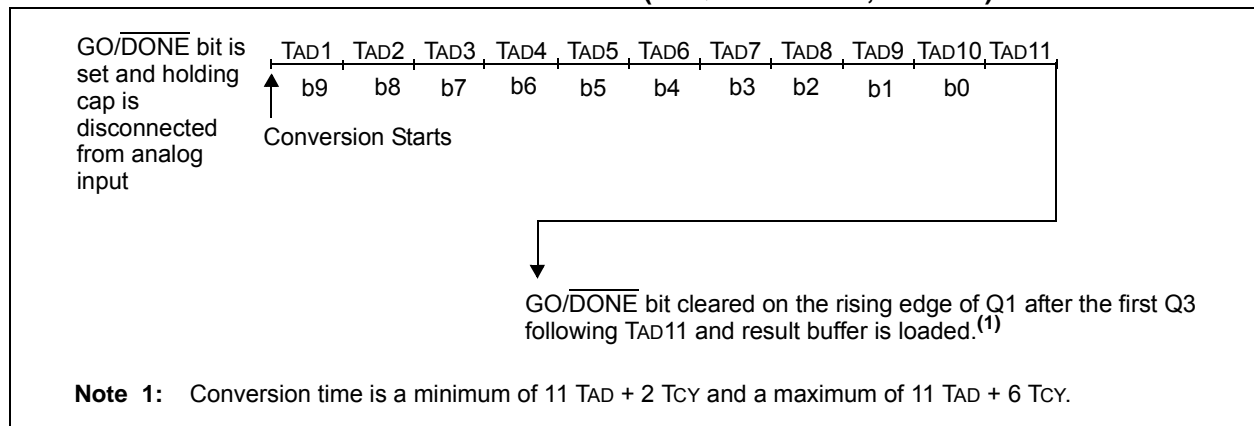 GO/DONE bit is
set and holding
cap is
disconnected
from analog
input
TAD1 TAD2 TAD3 TAD4 TAD5 TAD6 TAD7 TAD8 TAD9 TAD10 TAD11
b9 b8 b7 b6 b5 b4 b3 b2 b1 b0
Conversion Starts
GO/DONE bit cleared on the rising edge of Q1 after the first Q3
following TAD11 and result buffer is loaded.(1)
Note 1: Conversion time is a minimum of 11 TAD + 2 TCY and a maximum of 11 TAD + 6 TCY.